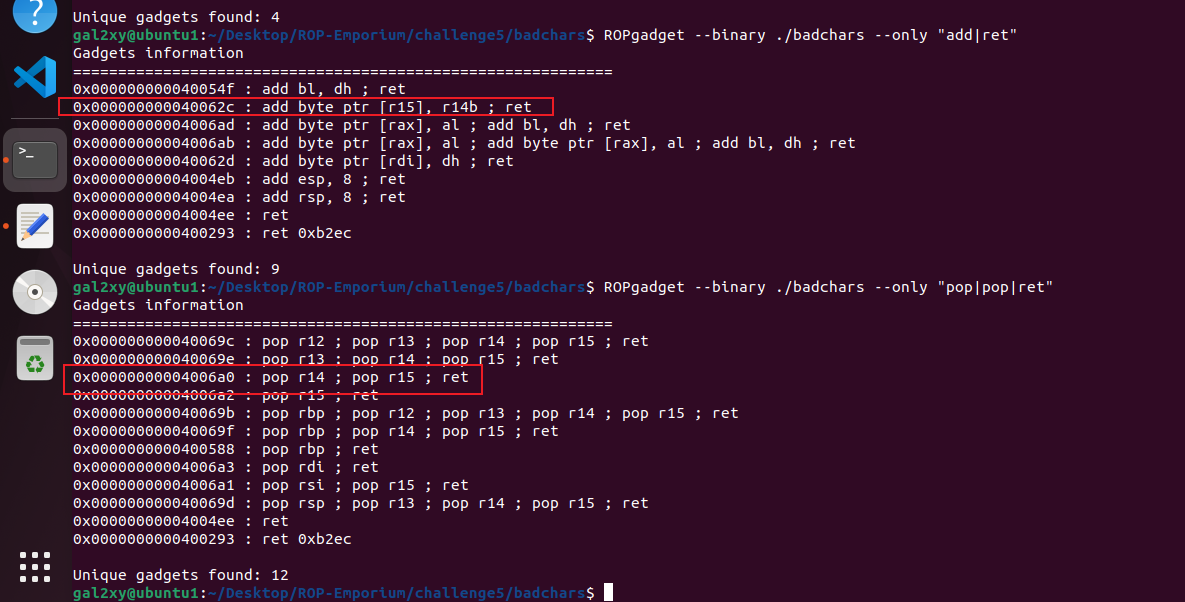 Unique gadgets found: 4
gal2xy@ubuntu1:~/Desktop/ROP-Emporium/challenge5/badchars$ ROPgadget --binary ./badchars --only "add|ret"
Gadgets information
============================================================
0x000000000040054f : add bl, dh ; ret
0x000000000040062c : add byte ptr [r15], r14b ; ret
0x00000000004006ad : add byte ptr [rax], al ; add bl, dh ; ret
0x00000000004006ab : add byte ptr [rax], al ; add byte ptr [rax], al ; add bl, dh ; ret
0x000000000040062d : add byte ptr [rdi], dh ; ret
0x00000000004004eb : add esp, 8 ; ret
0x00000000004004ea : add rsp, 8 ; ret
0x00000000004004ee : ret
0x0000000000400293 : ret 0xb2ec
Unique gadgets found: 9
gal2xy@ubuntu1:~/Desktop/ROP-Emporium/challenge5/badchars$ ROPgadget --binary ./badchars --only "pop|pop|ret"
Gadgets information
============================================================
0x000000000040069c : pop r12 ; pop r13 ; pop r14 ; pop r15 ; ret
0x000000000040069e : pop r13 ; pop r14 ; pop r15 ; ret
0x00000000004006a0 : pop r14 ; pop r15 ; ret
0x00000000004006a2 : pop r15 ; ret
0x000000000040069b : pop rbp ; pop r12 ; pop r13 ; pop r14 ; pop r15 ; ret
0x000000000040069f : pop rbp ; pop r14 ; pop r15 ; ret
0x0000000000400588 : pop rbp ; ret
0x00000000004006a3 : pop rdi ; ret
0x00000000004006a1 : pop rsi ; pop r15 ; ret
0x000000000040069d : pop rsp ; pop r13 ; pop r14 ; pop r15 ; ret
0x00000000004004ee : ret
0x0000000000400293 : ret 0xb2ec
Unique gadgets found: 12
gal2xy@ubuntu1:~/Desktop/ROP-Emporium/challenge5/badchars$